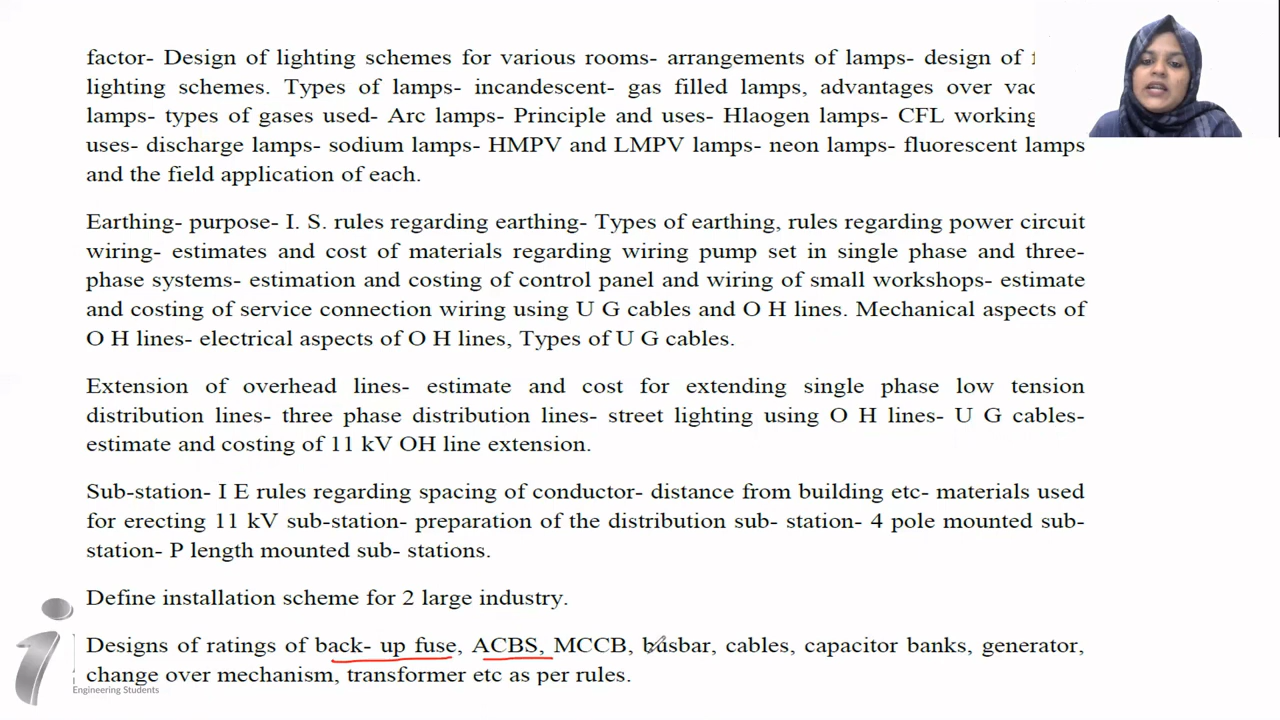 factor- Design of lighting schemes for various rooms- arrangements of lamps- design of
lighting schemes. Types of lamps- incandescent- gas filled lamps, advantages over
lamps- types of gases used- Arc lamps- Principle and uses- Hlaogen lamps- CFL working
uses- discharge lamps- sodium lamps- HMPV and LMPV lamps- neon lamps- fluorescent lamps
and the field application of each.
Earthing- purpose- I. S. rules regarding earthing- Types of earthing, rules regarding power circuit
wiring- estimates and cost of materials regarding wiring pump set in single phase and three-
phase systems- estimation and costing of control panel and wiring of small workshops- estimate
and costing of service connection wiring using U G cables and O H lines. Mechanical aspects of
O H lines- electrical aspects of O H lines, Types of U G cables.
Extension of overhead lines- estimate and cost for extending single phase low tension
distribution lines- three phase distribution lines- street lighting using O H lines- U G cables-
estimate and costing of 11 kV OH line extension.
Sub-station- I E rules regarding spacing of conductor- distance from building etc- materials used
for erecting 11 kV sub-station- preparation of the distribution sub- station- 4 pole mounted sub-
station- P length mounted sub- stations.
Define installation scheme for 2 large industry.
Designs of ratings of back- up fuse, ACBS, MCCB, busbar, cables, capacitor banks, generator,
change over mechanism, transformer etc as per rules.
Engineering Students